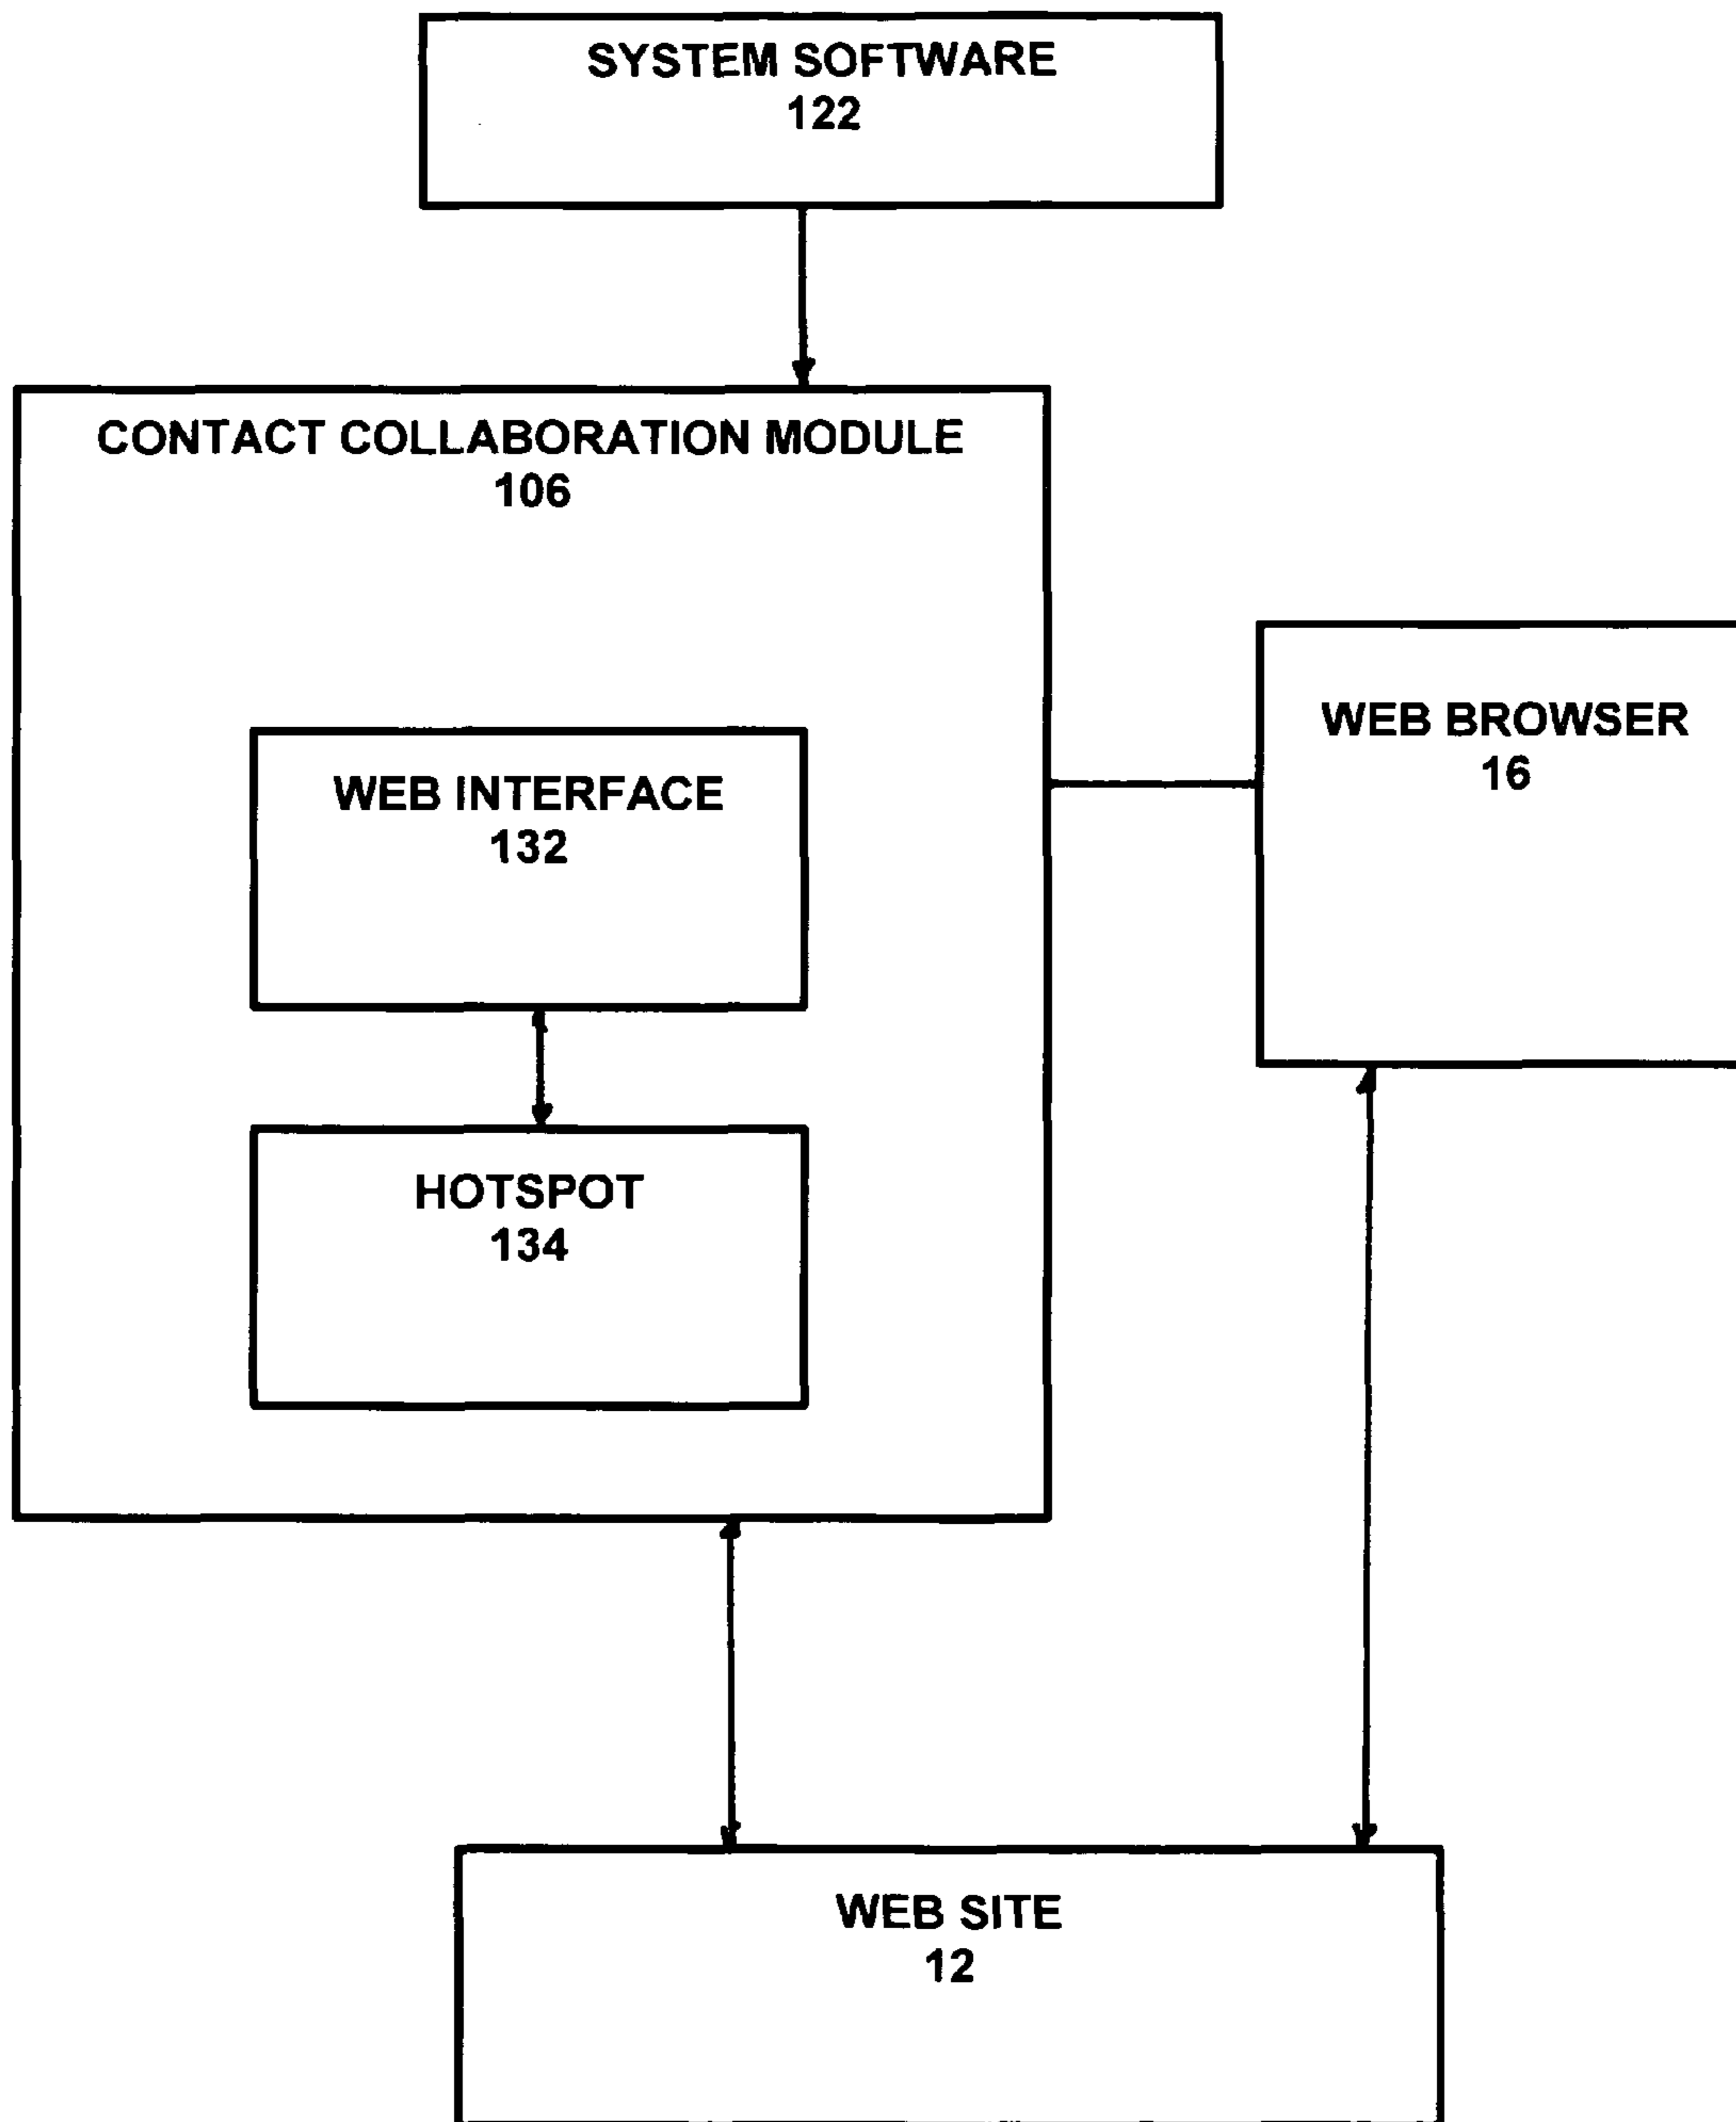 SYSTEM SOFTWARE
122
CONTACT COLLABORATION MODULE
106
WEB BROWSER
16
WEB INTERFACE
132
HOTSPOT
134
WEB SITE
12